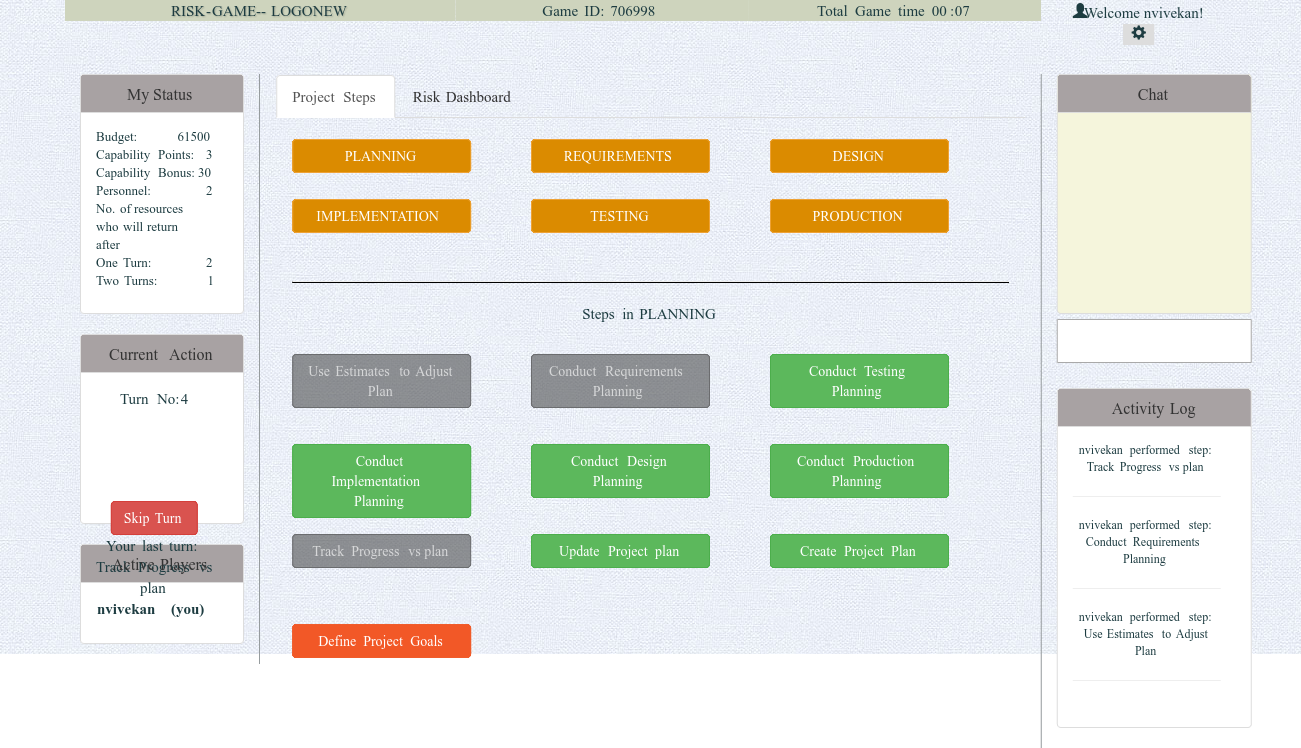 RISK-GAME-- LOGONEW
Game ID: 706998
Total Game time 00 :07
Welcome nvivekan!
My Status
Budget: 61500
Capability Points: 3
Capability Bonus: 30
Personnel: 2
No. of resources
who will return
after
One Turn: 2
Two Turns: 1
Current Action
Turn No:4
Skip Turn
Your last turn:
Track Progress vs
plan
Active Players
nvivekan (you)
Project Steps
Risk Dashboard
PLANNING
REQUIREMENTS
DESIGN
IMPLEMENTATION
TESTING
PRODUCTION
Steps in PLANNING
Use Estimates to Adjust
Plan
Conduct Requirements
Planning
Conduct Testing
Planning
Conduct
Implementation
Planning
Conduct Design
Planning
Conduct Production
Planning
Track Progress vs plan
Update Project plan
Create Project Plan
Define Project Goals
Chat
Activity Log
nvivekan performed step:
Track Progress vs plan
nvivekan performed step:
Conduct Requirements
Planning
nvivekan performed step:
Use Estimates to Adjust
Plan